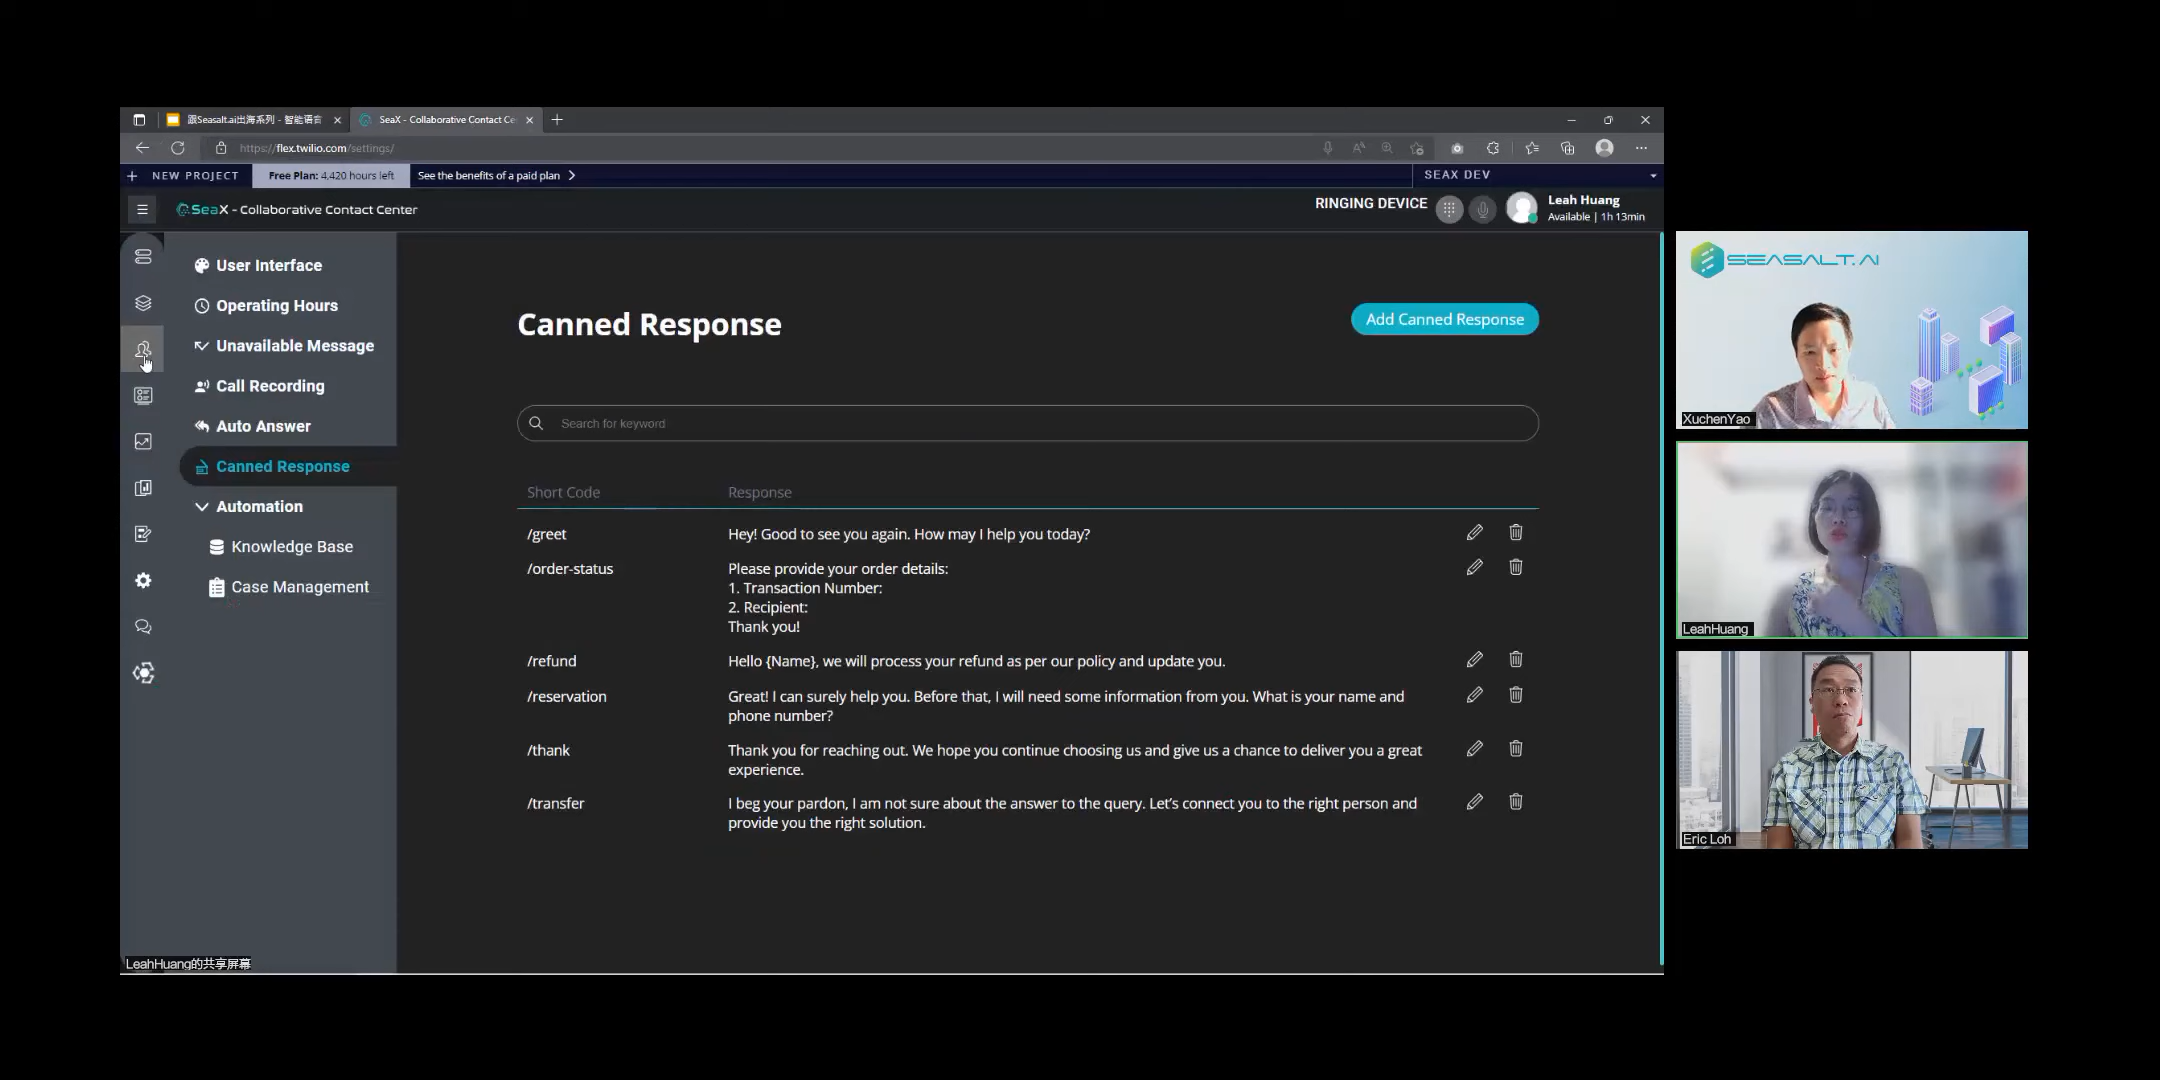 跟Seasalt.ai出海系列 - 智能语音
SeaX - Collaborative Contact Ce
https://flex.twilio.com/settings/
NEW PROJECT
Free Plan: 4,420 hours left
See the benefits of a paid plan
SEAX DEV
SeaX - Collaborative Contact Center
RINGING DEVICE
Leah Huang
Available | 1h 13min
User Interface
Operating Hours
Unavailable Message
Call Recording
Auto Answer
Canned Response
Automation
Knowledge Base
Case Management
Canned Response
Add Canned Response
Search for keyword
Short Code
Response
/greet
Hey! Good to see you again. How may I help you today?
/order-status
Please provide your order details:
1. Transaction Number:
2. Recipient:
Thank you!
/refund
Hello {Name}, we will process your refund as per our policy and update you.
/reservation
Great! I can surely help you. Before that, I will need some information from you. What is your name and
phone number?
/thank
Thank you for reaching out. We hope you continue choosing us and give us a chance to deliver you a great
experience.
/transfer
I beg your pardon, I am not sure about the answer to the query. Let's connect you to the right person and
provide you the right solution.
LeahHuang的共享屏幕
SEASALT.AI
XuchenYao
LeahHuang
Eric Loh